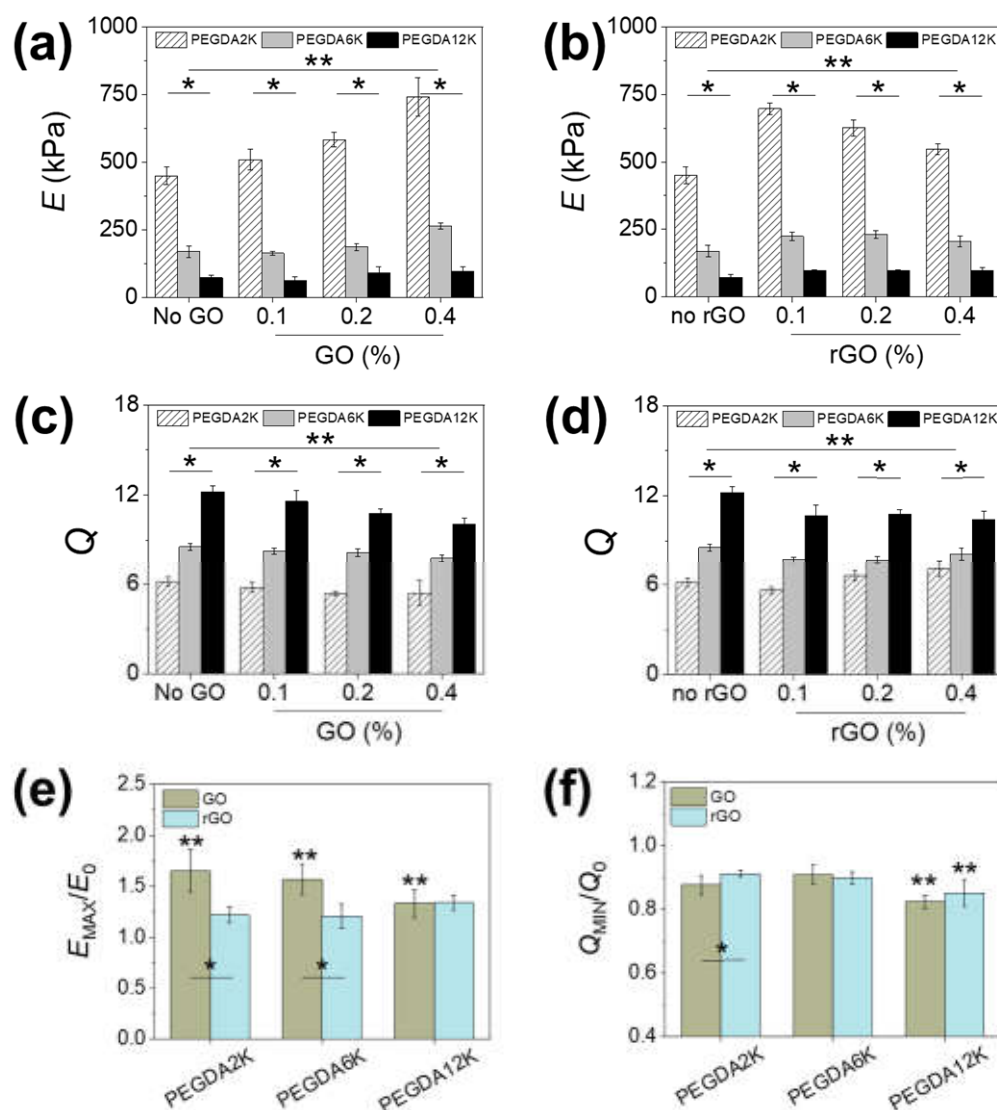 (a)
1000
750
500
250
0
E (kPa)
PEGDA2K PEGDA6K PEGDA12K
**
* * * *
No GO 0.1 0.2 0.4
GO (%)
(b)
1000
750
500
250
0
E (kPa)
PEGDA2K PEGDA6K PEGDA12K
**
* * * *
no rGO 0.1 0.2 0.4
rGO (%)
(c)
18
12
6
0
Q
PEGDA2K PEGDA6K PEGDA12K
**
* * * *
No GO 0.1 0.2 0.4
GO (%)
(d)
18
12
6
0
Q
PEGDA2K PEGDA6K PEGDA12K
**
* * * *
no rGO 0.1 0.2 0.4
rGO (%)
(e)
2.5
2.0
1.5
1.0
0.5
0.0
EMAX/E0
GO
rGO
** ** **
* *
PEGDA2K PEGDA6K PEGDA12K
(f)
1.2
1.0
0.8
0.6
0.4
QMIN/Q0
GO
rGO
** **
*
PEGDA2K PEGDA6K PEGDA12K